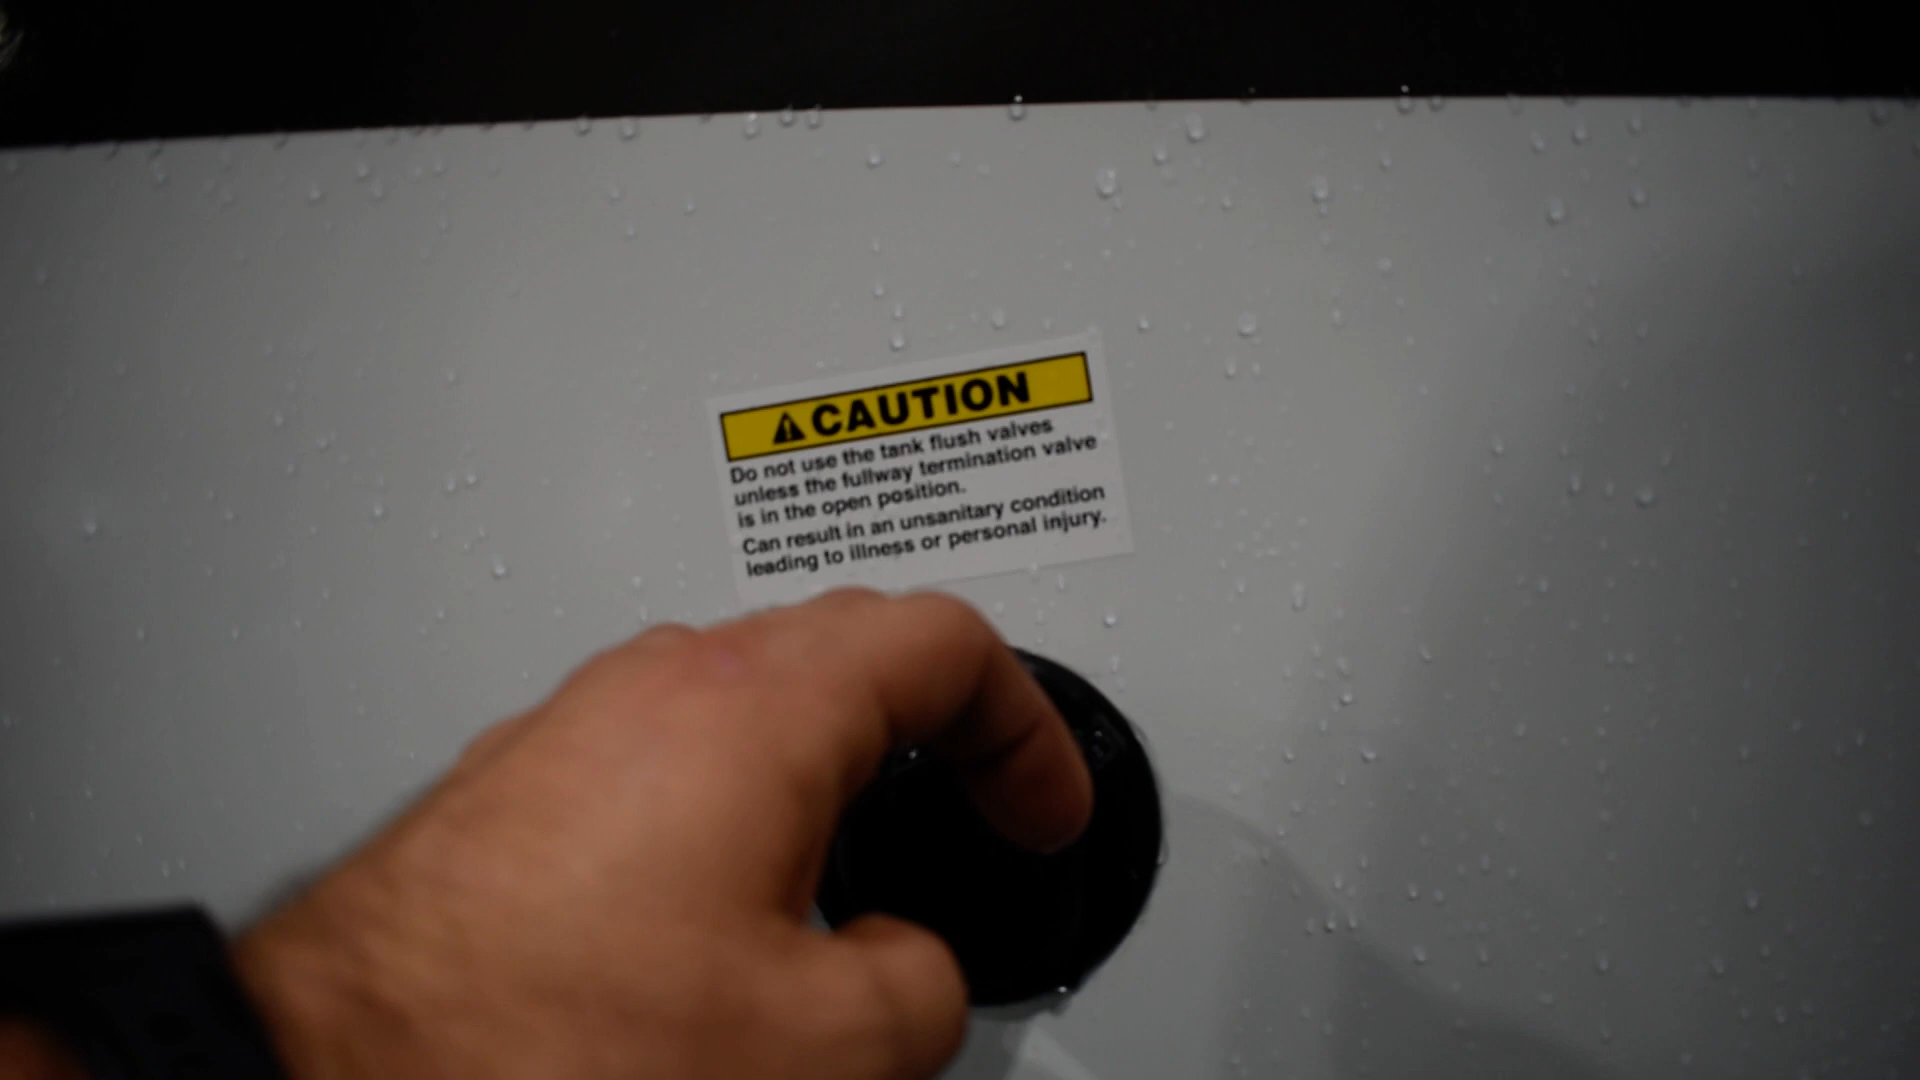 CAUTION
Do not use the tank flush valves
unless the fullway termination valve
is in the open position.
Can result in an unsanitary condition
leading to illness or personal injury.